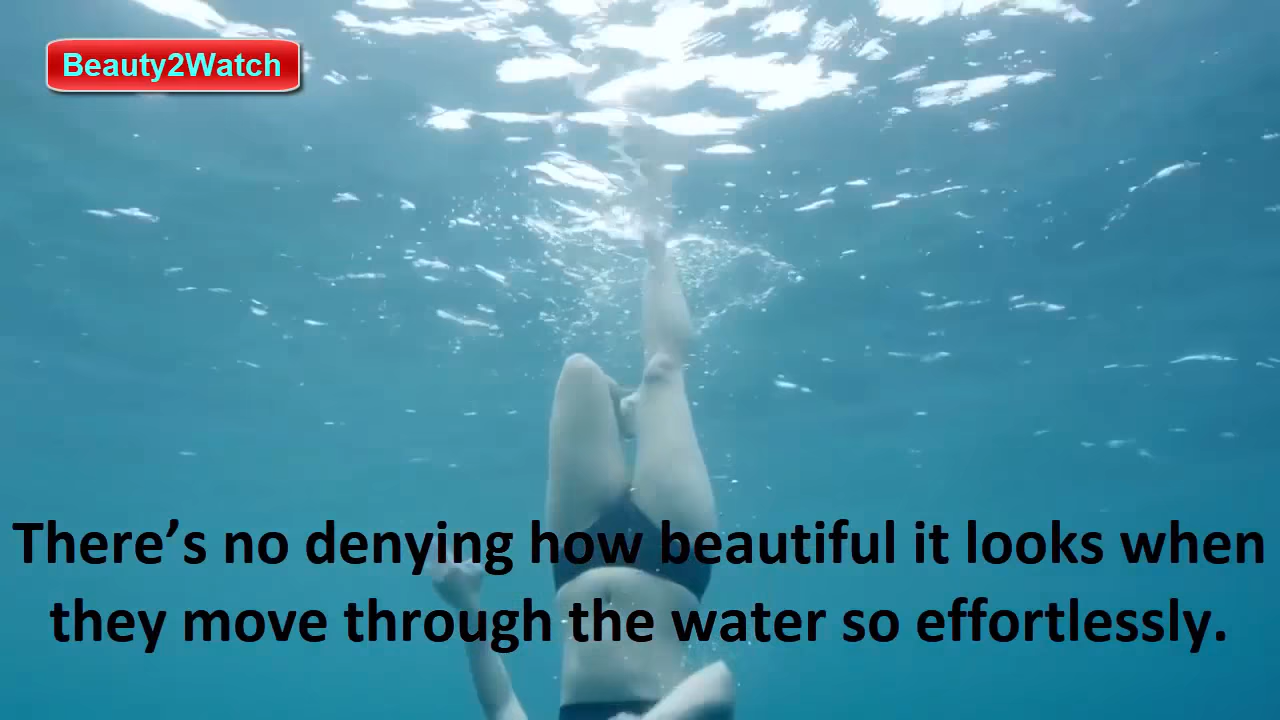 Beauty2Watch
There’s no denying how beautiful it looks when
they move through the water so effortlessly.